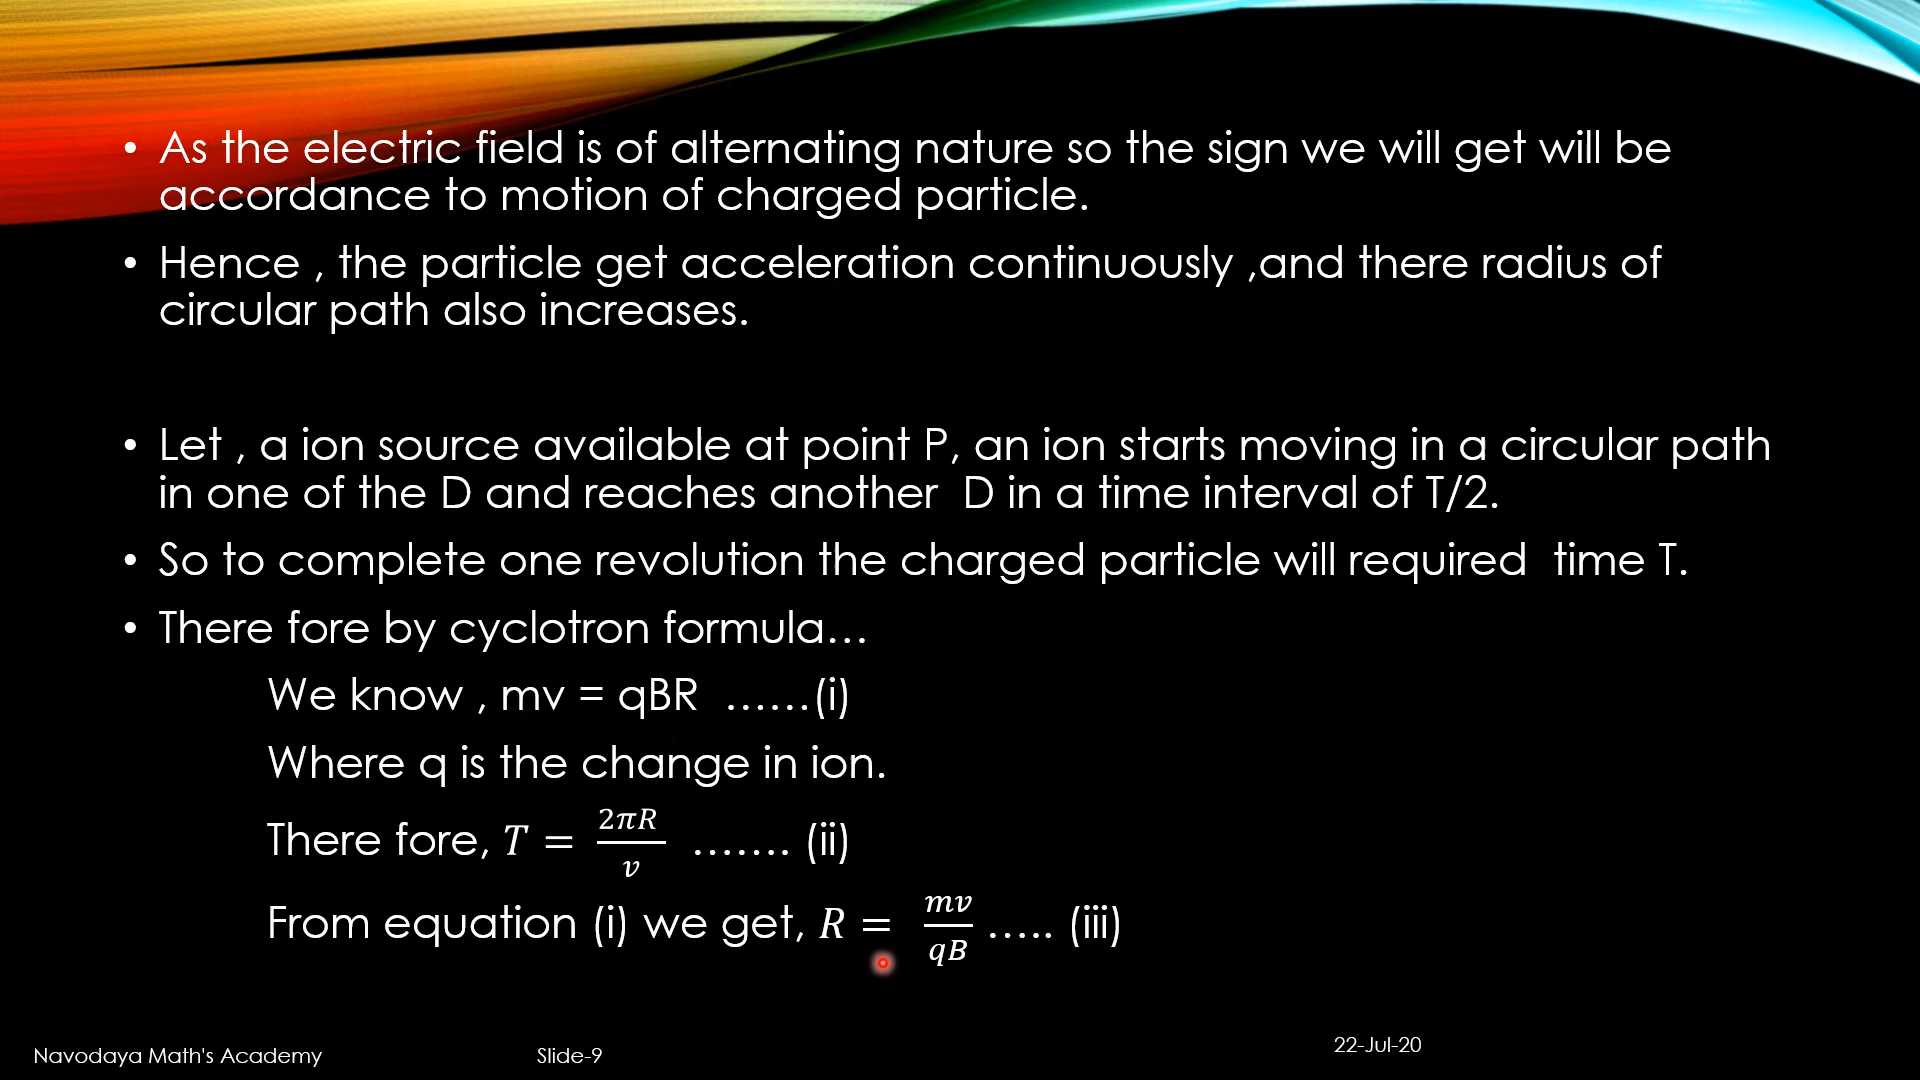 • As the electric field is of alternating nature so the sign we will get will be
accordance to motion of charged particle.
• Hence , the particle get acceleration continuously ,and there radius of
circular path also increases.
• Let , a ion source available at point P, an ion starts moving in a circular path
in one of the D and reaches another  D in a time interval of T/2.
• So to complete one revolution the charged particle will required  time T.
• There fore by cyclotron formula…
We know , mv = qBR  ……(i)
Where q is the change in ion.
There fore, T = 2πR/v ……. (ii)
From equation (i) we get, R = mv/qB ….. (iii)
Navodaya Math's Academy
Slide-9
22-Jul-20